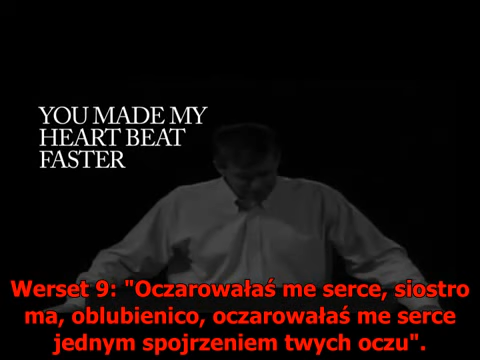 YOU MADE MY
HEART BEAT
FASTER
Werset 9: "Oczarowałaś me serce, siostro
ma, oblubienico, oczarowałaś me serce
jednym spojrzeniem twych oczu".